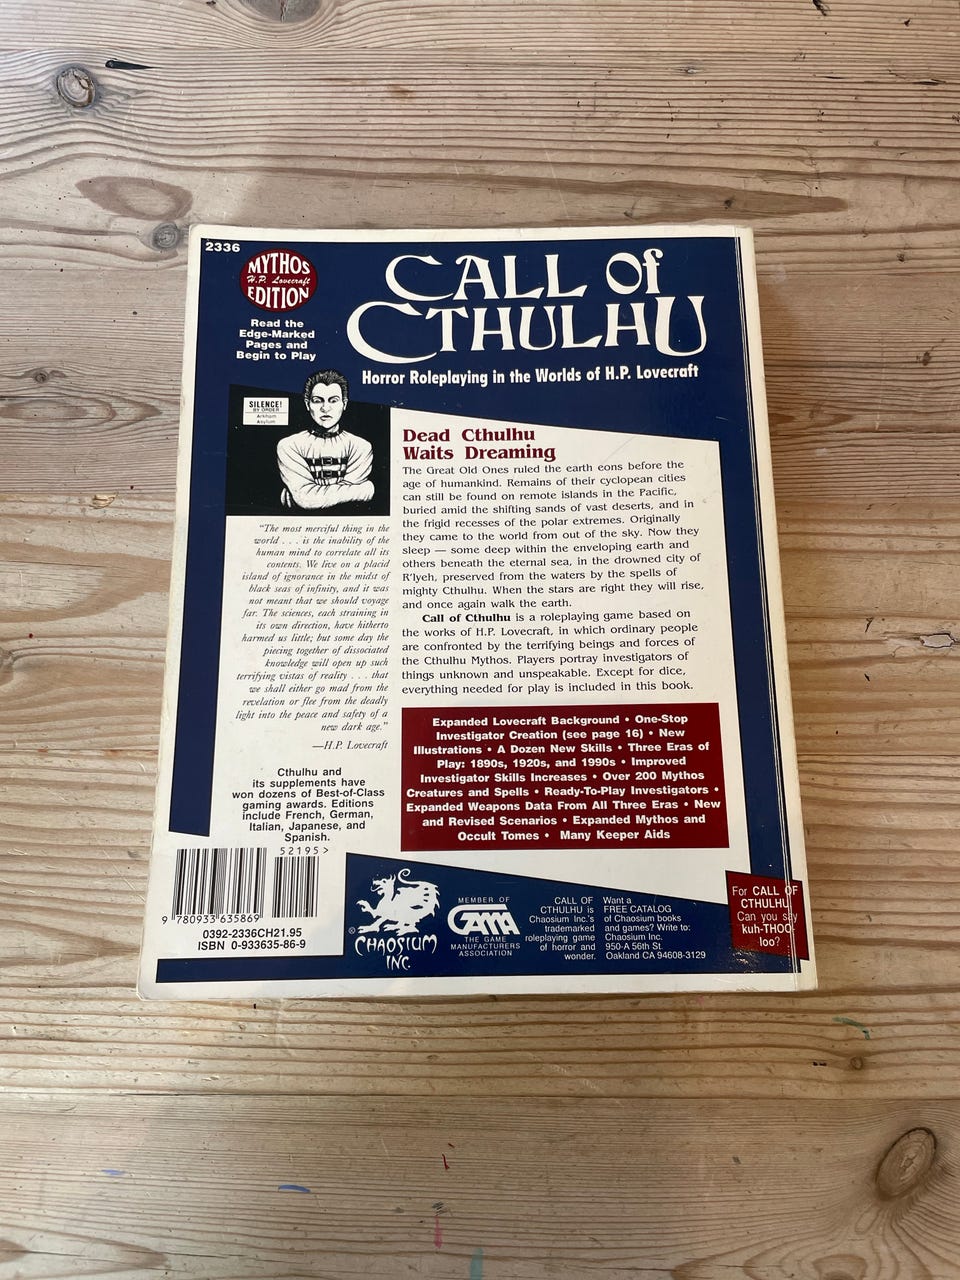 2336
MYTHOS
H.P. Lovecraft
EDITION
Read the
Edge-Marked
Pages and
Begin to Play
CALL Of
CTHULHU
Horror Roleplaying in the Worlds of H.P. Lovecraft
SILENCE!
BY ORDER
Arkham
Asylum
"The most merciful thing in the
world . . . is the inability of the
human mind to correlate all its
contents. We live on a placid
island of ignorance in the midst of
black seas of infinity, and it was
not meant that we should voyage
far. The sciences, each straining in
its own direction, have hitherto
harmed us little; but some day the
piecing together of dissociated
knowledge will open up such
terrifying vistas of reality . . . that
we shall either go mad from the
revelation or flee from the deadly
light into the peace and safety of a
new dark age."
—H.P. Lovecraft
Cthulhu and
its supplements have
won dozens of Best-of-Class
gaming awards. Editions
include French, German,
Italian, Japanese, and
Spanish.
Dead Cthulhu
Waits Dreaming
The Great Old Ones ruled the earth eons before the
age of humankind. Remains of their cyclopean cities
can still be found on remote islands in the Pacific,
buried amid the shifting sands of vast deserts, and in
the frigid recesses of the polar extremes. Originally
they came to the world from out of the sky. Now they
sleep — some deep within the enveloping earth and
others beneath the eternal sea, in the drowned city of
R'lyeh, preserved from the waters by the spells of
mighty Cthulhu. When the stars are right they will rise,
and once again walk the earth.
Call of Cthulhu is a roleplaying game based on
the works of H.P. Lovecraft, in which ordinary people
are confronted by the terrifying beings and forces of
the Cthulhu Mythos. Players portray investigators of
things unknown and unspeakable. Except for dice,
everything needed for play is included in this book.
Expanded Lovecraft Background • One-Stop
Investigator Creation (see page 16) • New
Illustrations • A Dozen New Skills • Three Eras of
Play: 1890s, 1920s, and 1990s • Improved
Investigator Skills Increases • Over 200 Mythos
Creatures and Spells • Ready-To-Play Investigators •
Expanded Weapons Data From All Three Eras • New
and Revised Scenarios • Expanded Mythos and
Occult Tomes • Many Keeper Aids
52195>
9 780933 635869
0392-2336CH21.95
ISBN 0-933635-86-9
®
CHAOSIUM
INC.
MEMBER OF
GAMA
THE GAME
MANUFACTURERS
ASSOCIATION
CALL OF
CTHULHU is
Chaosium Inc.'s
trademarked
roleplaying game
of horror and
wonder.
Want a
FREE CATALOG
of Chaosium books
and games? Write to:
Chaosium Inc.
950-A 56th St.
Oakland CA 94608-3129
For CALL OF
CTHULHU
Can you say
kuh-THOO-
loo?